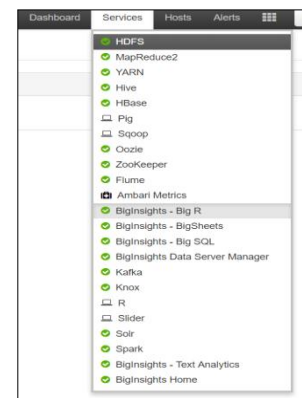 Dashboard Services Hosts Alerts
HDFS
MapReduce2
YARN
Hive
HBase
Pig
Sqoop
Oozie
ZooKeeper
Flume
Ambari Metrics
BigInsights - Big R
BigInsights - BigSheets
BigInsights - Big SQL
BigInsights Data Server Manager
Kafka
Knox
R
Slider
Solr
Spark
BigInsights - Text Analytics
BigInsights Home